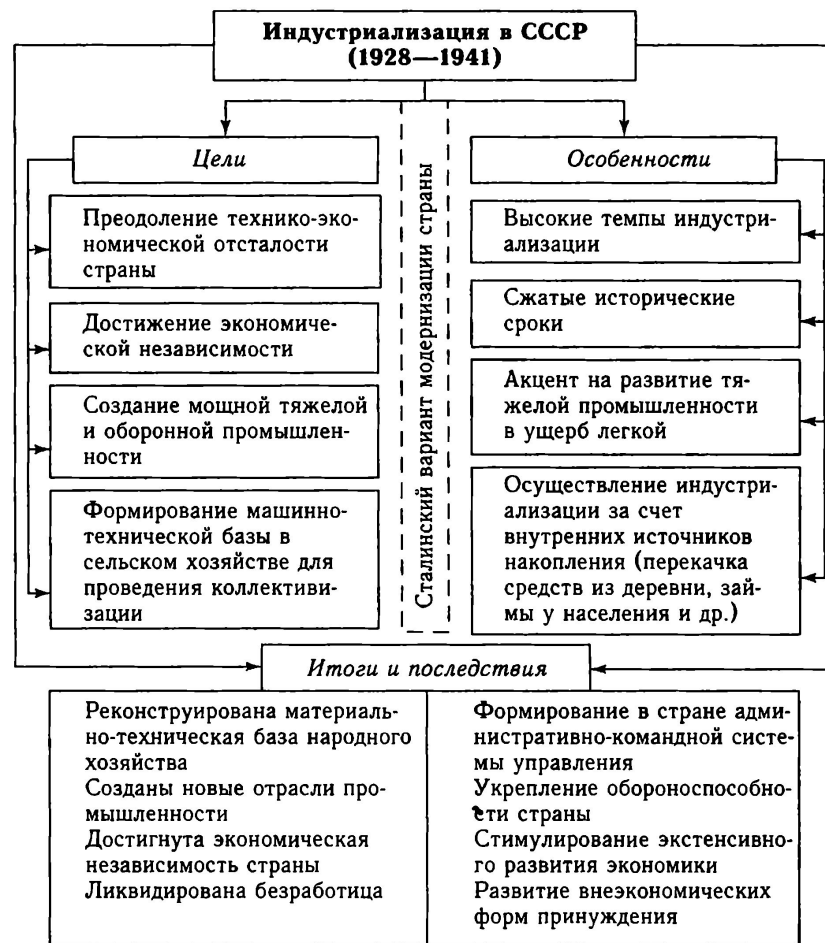 Индустриализация в СССР
(1928—1941)
Цели
Преодоление технико-эко-
номической отсталости
страны
Достижение экономиче-
ской независимости
Создание мощной тяжелой
и оборонной промышлен-
ности
Формирование машинно-
технической базы в
сельском хозяйстве для
проведения коллективи-
зации
Сталинский вариант модернизации страны
Особенности
Высокие темпы индустри-
ализации
Сжатые исторические
сроки
Акцент на развитие тя-
желой промышленности
в ущерб легкой
Осуществление индустри-
ализации за счет
внутренних источников
накопления (перекачка
средств из деревни, зай-
мы у населения и др.)
Итоги и последствия
Реконструирована материаль-
но-техническая база народного
хозяйства
Созданы новые отрасли про-
мышленности
Достигнута экономическая
независимость страны
Ликвидирована безработица
Формирование в стране адми-
нистративно-командной систе-
мы управления
Укрепление обороноспособно-
сти страны
Стимулирование экстенсивно-
го развития экономики
Развитие внеэкономических
форм принуждения